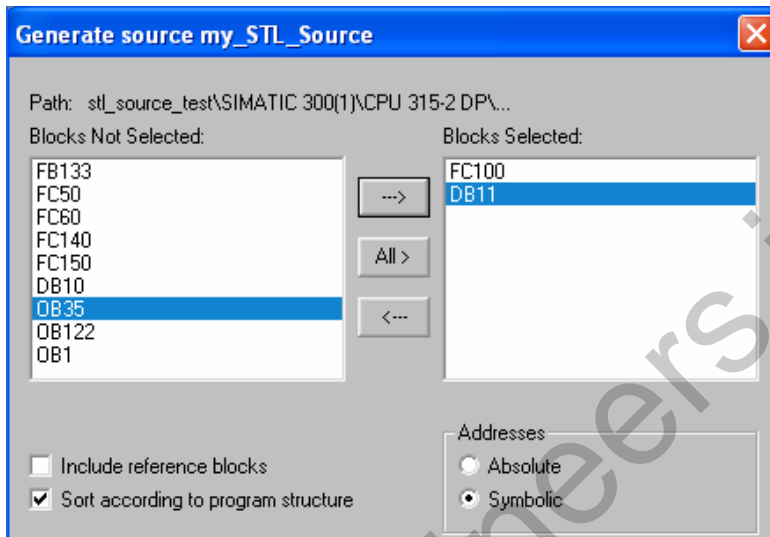 Generate source my_STL_Source
Path: stl_source_test\SIMATIC 300(1)\CPU 315-2 DP\...
Blocks Not Selected:
FB133
FC50
FC60
FC140
FC150
DB10
OB35
OB122
OB1
--->
All >
<---
Blocks Selected:
FC100
DB11
Include reference blocks
Sort according to program structure
Addresses
Absolute
Symbolic